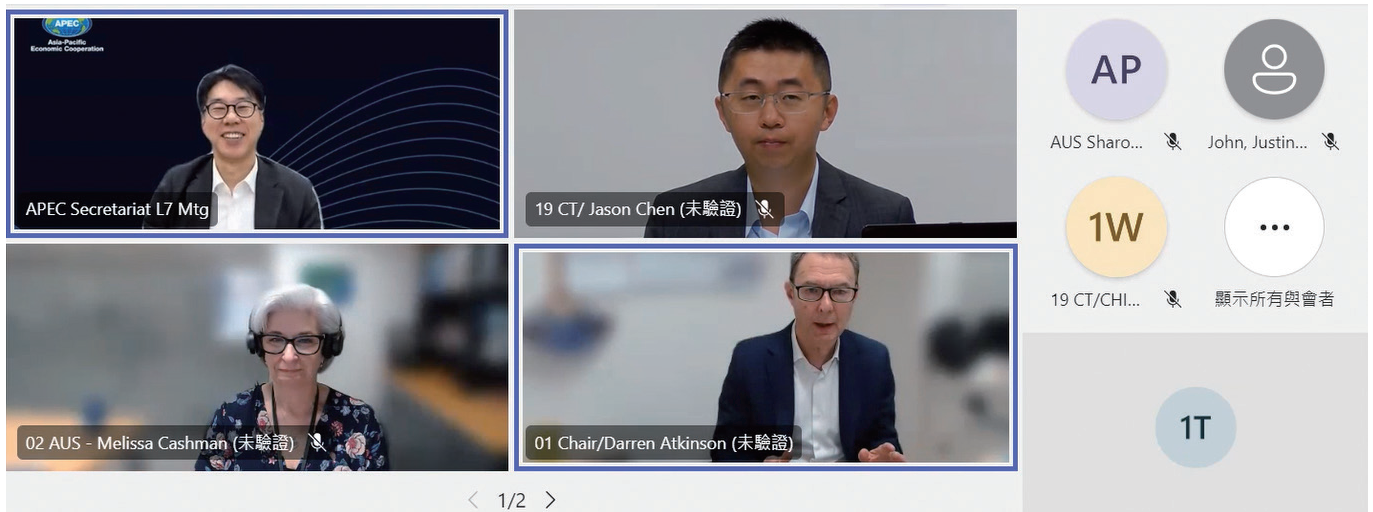 APEC
Asia-Pacific
Economic Cooperation
APEC Secretariat L7 Mtg
19 CT/ Jason Chen (未驗證)
AP
AUS Sharo...
John, Justin...
1W
19 CT/CHI...
顯示所有與會者
02 AUS - Melissa Cashman (未驗證)
01 Chair/Darren Atkinson (未驗證)
1T
1/2